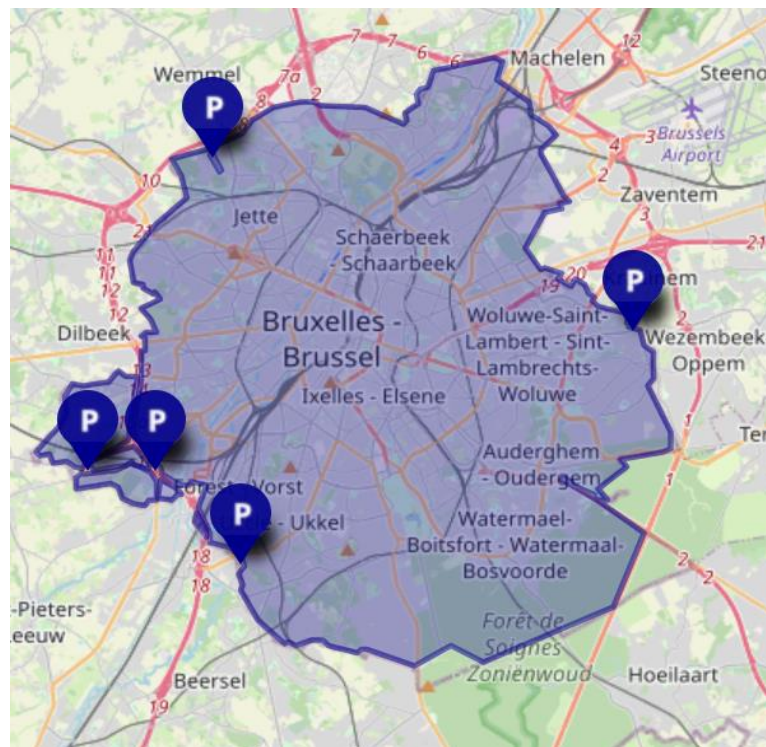 7
7
6
6
12
Machelen
Wemmel
7a
Steeno
P
8
2
8
Brussels
Airport
4
3
2
10
Zaventem
3
Jette
21
Schaerbeek
- Schaarbeek
21
11
11
12
12
20
P
19
Dilbeek
Bruxelles -
Brussel
Woluwe-Saint-
Lambert - Sint-
Lambrechts-
Woluwe
2
Wezembeek
Oppem
13
Ixelles - Elsene
P
P
1
Ter
Auderghem
- Oudergem
1
Forest - Vorst
P
- Ukkel
Watermael-
Boitsfort - Watermaal-
Bosvoorde
18
18
2
2
-Pieters-
Leeuw
Forêt de
Soignes
Zoniënwoud
Beersel
Hoeilaart
19